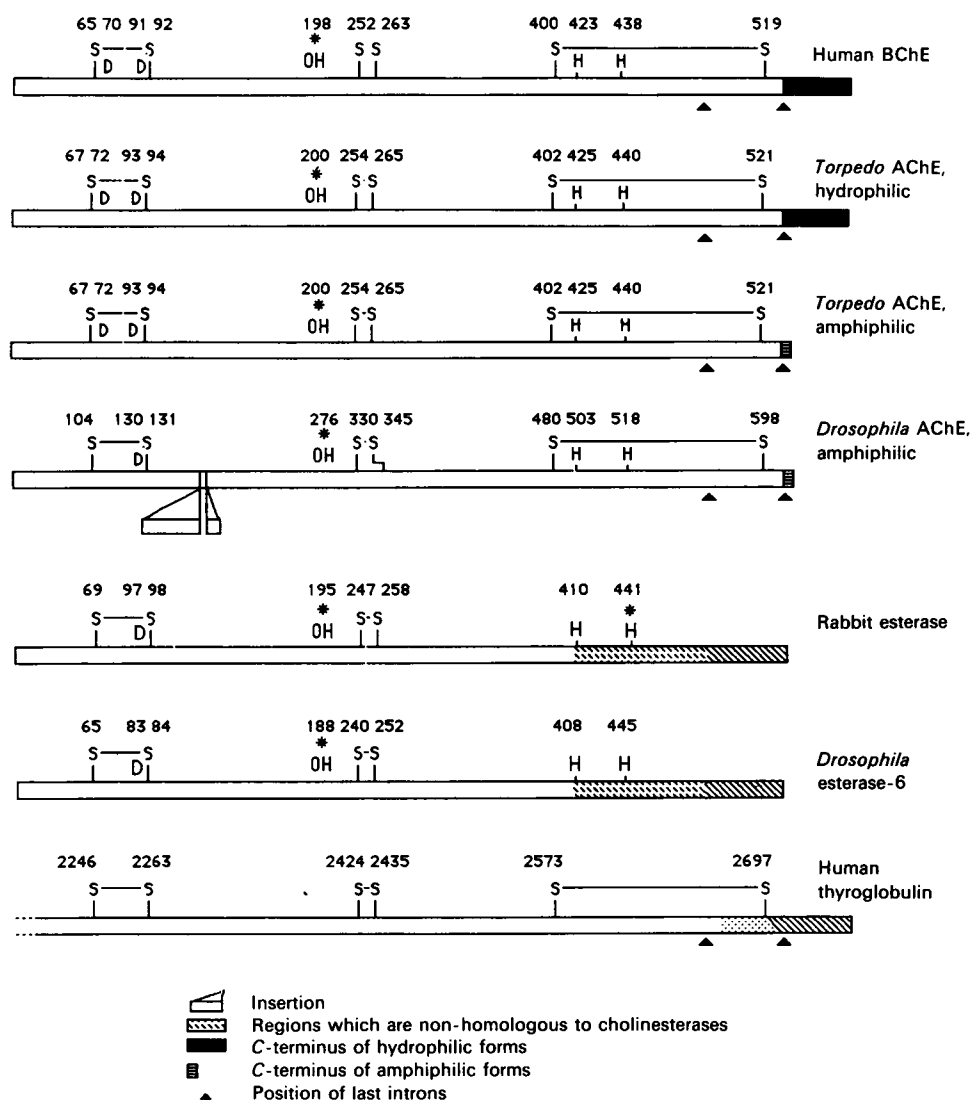 65 70 91 92 198 252 263 400 423 438 519
*
S S OH S S S H H S
D D
Human BChE
67 72 93 94 200 254 265 402 425 440 521
*
S S OH S-S S H H S
D D
Torpedo AChE,
hydrophilic
67 72 93 94 200 254 265 402 425 440 521
*
S S OH S-S S H H S
D D
Torpedo AChE,
amphiphilic
104 130 131 276 330 345 480 503 518 598
*
S S OH S-S S H H S
D
Drosophila AChE,
amphiphilic
69 97 98 195 247 258 410 441
* *
S S OH S-S H H
D
Rabbit esterase
65 83 84 188 240 252 408 445
*
S S OH S-S H H
D
Drosophila
esterase-6
2246 2263 2424 2435 2573 2697
S S S-S S S
Human
thyroglobulin
Insertion
Regions which are non-homologous to cholinesterases
C-terminus of hydrophilic forms
C-terminus of amphiphilic forms
Position of last introns